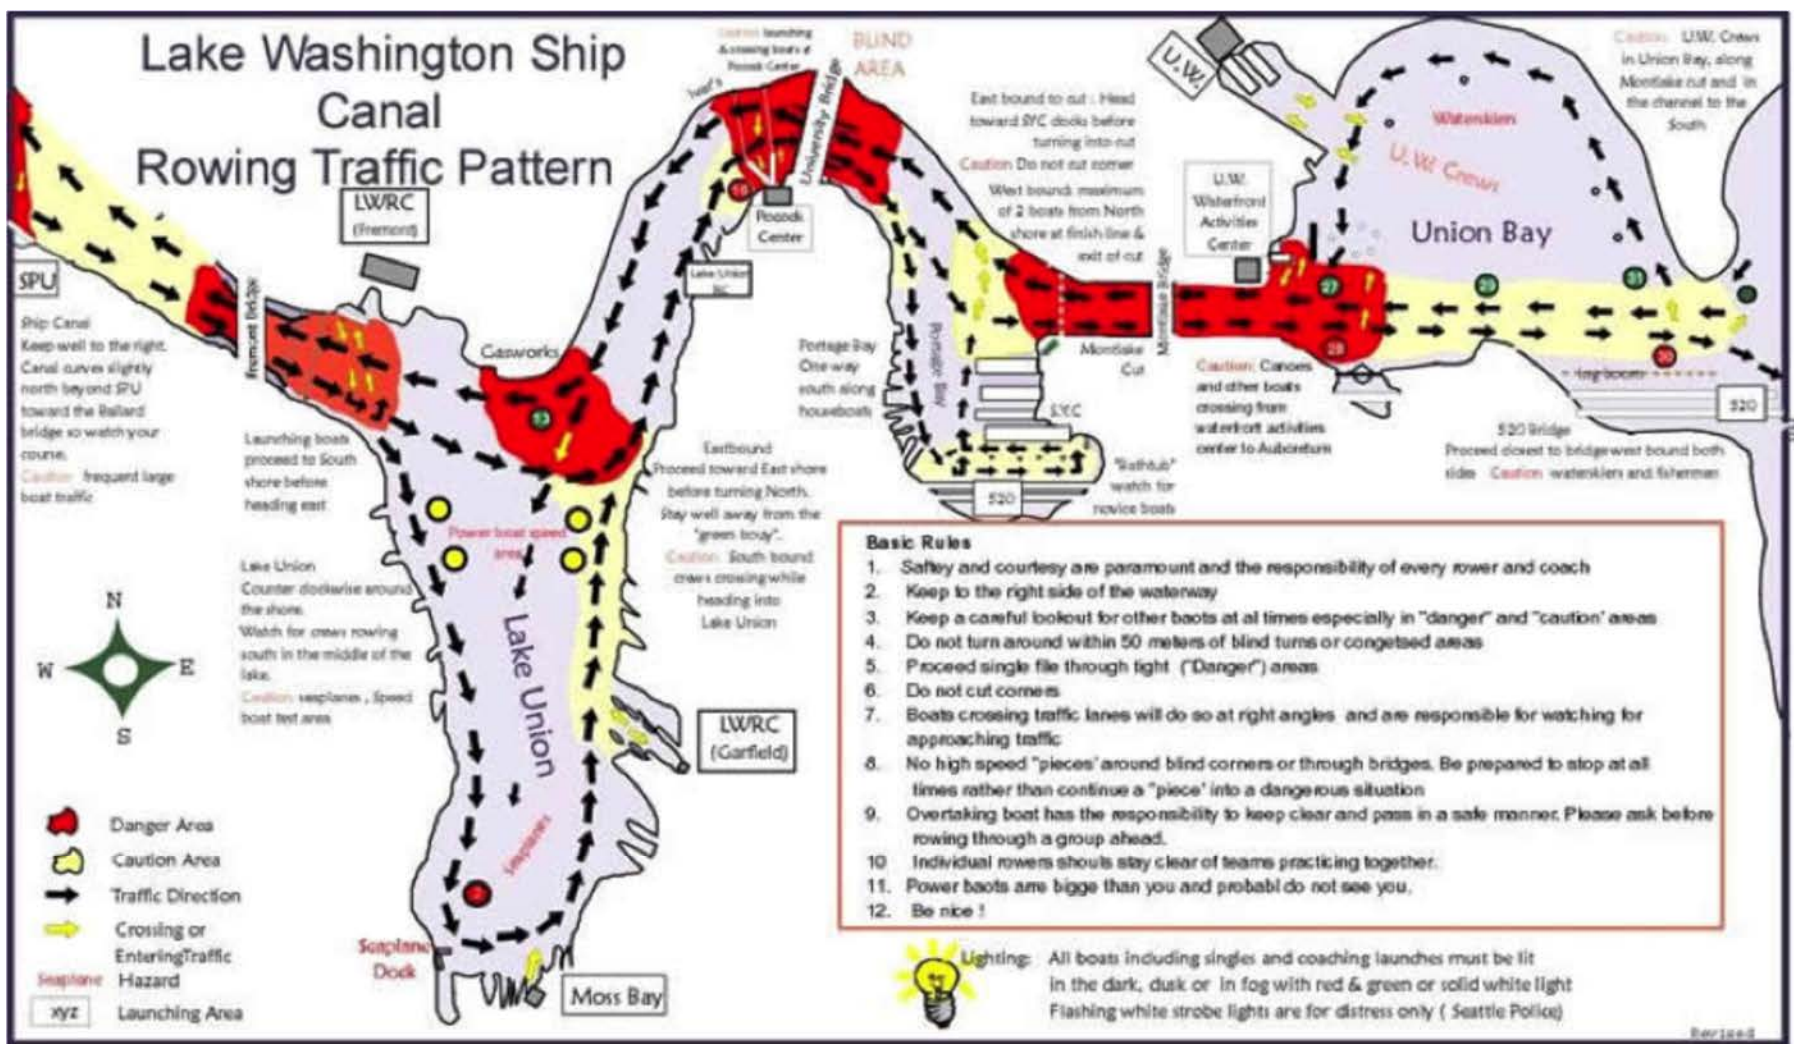 Lake Washington Ship
Canal
Rowing Traffic Pattern
Caution: launching
& crossing boats at
Pocock Center
BLIND
AREA
University Bridge
U.W.
Caution: U.W. Crews
in Union Bay, along
Montlake cut and in
the channel to the
South
East bound to cut : Head
toward SYC docks before
turning into cut
Caution Do not cut corner
West bound: maximum
of 2 boats from North
shore at finish line &
exit of cut
Waterskiers
U.W. Crews
Union Bay
U.W.
Waterfront
Activities
Center
LWRC
(Fremont)
SPU
Fremont Bridge
Pocock
Center
Lake Union
RC
Montlake Bridge
27
29
31
28
30
Ship Canal
Keep well to the right.
Canal curves slightly
north beyond SPU
toward the Ballard
bridge so watch your
course.
Caution: frequent large
boat traffic
Gasworks
Portage Bay
Portage Bay
One way
south along
houseboats
Montlake
Cut
S.Y.C
Caution: Canoes
and other boats
crossing from
waterfront activities
center to Auboretum
log boom
520
520 Bridge
Proceed closest to bridge west bound both
sides Caution: waterskiers and fishermen
Launching boats
proceed to South
shore before
heading east
Eastbound
Proceed toward East shore
before turning North.
Stay well away from the
"green bouy".
Caution: South bound
crews crossing while
heading into
Lake Union
"Bathtub"
watch for
novice boats
520
Power boat speed
area
Lake Union
Counter clockwise around
the shore.
Watch for crews rowing
south in the middle of the
lake.
Caution: seaplanes , Speed
boat test area
N
W E
S
Lake Union
LWRC
(Garfield)
Seaplanes
Seaplane
Dock
Moss Bay
Danger Area
Caution Area
Traffic Direction
Crossing or
EnteringTraffic
Seaplane Hazard
xyz Launching Area
Basic Rules
1. Saftey and courtesy are paramount and the responsibility of every rower and coach
2. Keep to the right side of the waterway
3. Keep a careful lookout for other baots at al times especially in "danger" and "caution' areas
4. Do not turn around within 50 meters of blind turns or congetsed areas
5. Proceed single file through tight ("Danger") areas
6. Do not cut corners
7. Boats crossing traffic lanes will do so at right angles and are responsible for watching for
approaching traffic
8. No high speed "pieces' around blind corners or through bridges. Be prepared to stop at all
times rather than continue a "piece' into a dangerous situation
9. Overtaking boat has the responsibility to keep clear and pass in a safe manner. Please ask before
rowing through a group ahead.
10 Individual rowers shouls stay clear of teams practicing together.
11. Power baots arre bigge than you and probabl do not see you.
12. Be nice !
Lighting: All boats including singles and coaching launches must be lit
in the dark, dusk or in fog with red & green or solid white light
Flashing white strobe lights are for distress only ( Seattle Police)
Revised